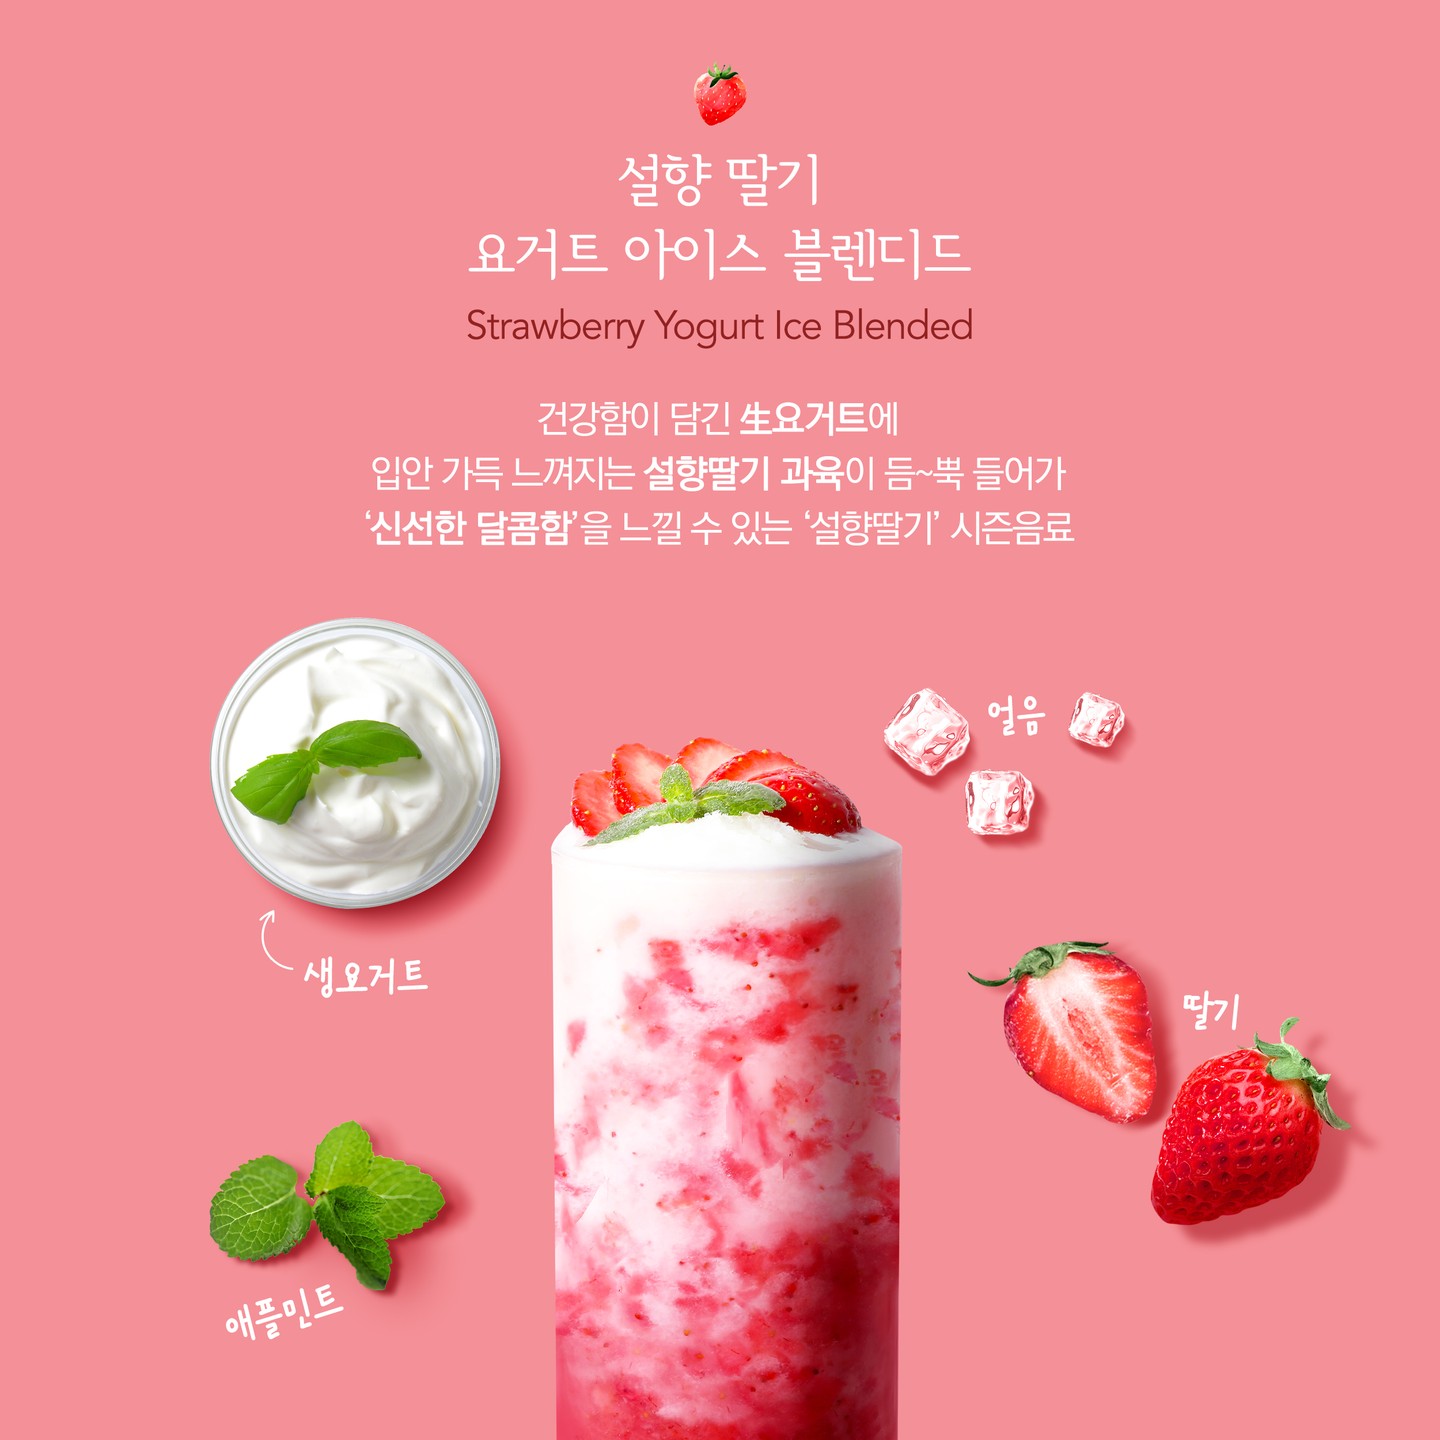 설향 딸기
요거트 아이스 블렌디드
Strawberry Yogurt Ice Blended
건강함이 담긴 生요거트에
입안 가득 느껴지는 설향딸기 과육이 듬~뿍 들어가
‘신선한 달콤함’을 느낄 수 있는 ‘설향딸기’ 시즌음료
얼음
생요거트
딸기
애플민트